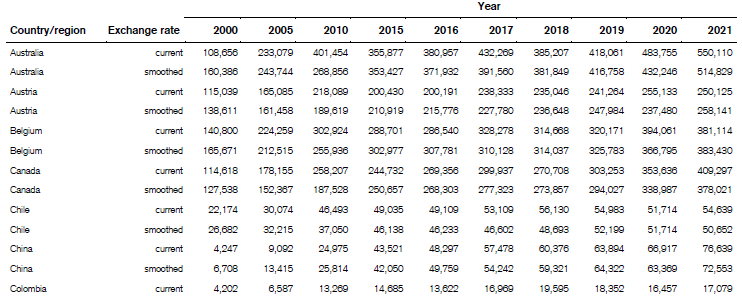 Year
Country/region Exchange rate 2000 2005 2010 2015 2016 2017 2018 2019 2020 2021
Australia current 108,656 233,079 401,454 355,877 380,957 432,269 385,207 418,061 483,755 550,110
Australia smoothed 160,386 243,744 268,856 353,427 371,932 391,560 381,849 416,758 432,246 514,829
Austria current 115,039 165,085 218,089 200,430 200,191 238,333 235,046 241,264 255,133 250,125
Austria smoothed 138,611 161,458 189,619 210,919 215,776 227,780 236,648 247,984 237,480 258,141
Belgium current 140,800 224,259 302,924 288,701 286,540 328,278 314,668 320,171 394,061 381,114
Belgium smoothed 165,671 212,515 255,936 302,977 307,781 310,128 314,037 325,783 366,795 383,430
Canada current 114,618 178,155 258,207 244,732 269,356 299,937 270,708 303,253 353,636 409,297
Canada smoothed 127,538 152,367 187,528 250,657 268,303 277,323 273,857 294,027 338,987 378,021
Chile current 22,174 30,074 46,493 49,035 49,109 53,109 56,130 54,983 51,714 54,639
Chile smoothed 26,682 32,215 37,050 46,138 46,233 46,602 48,693 52,199 51,714 50,652
China current 4,247 9,092 24,975 43,521 48,297 57,478 60,376 63,894 66,917 76,639
China smoothed 6,708 13,415 25,814 42,050 49,759 54,242 59,321 64,322 63,369 72,553
Colombia current 4,202 6,587 13,269 14,685 13,622 16,969 19,595 18,352 16,457 17,079